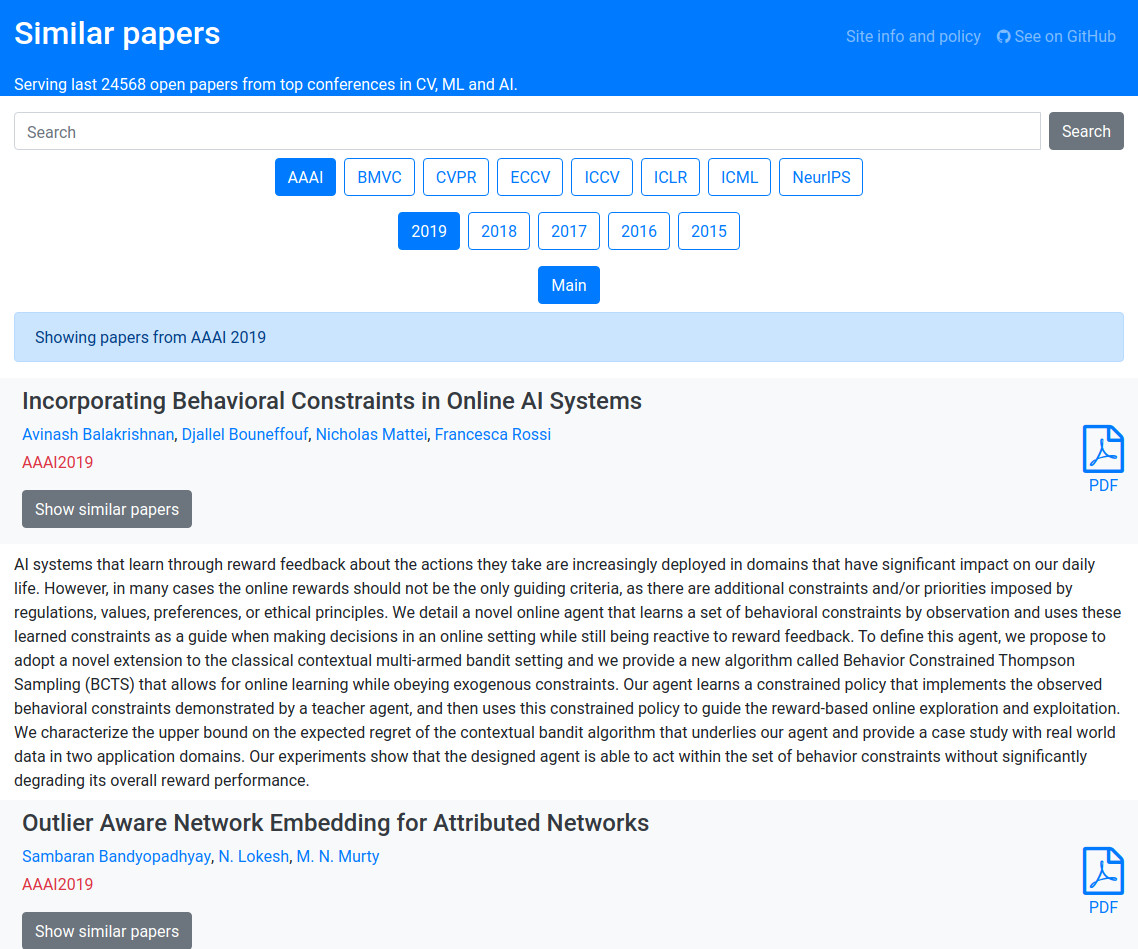 Similar papers
Site info and policy See on GitHub
Serving last 24568 open papers from top conferences in CV, ML and AI.
Search Search
AAAI BMVC CVPR ECCV ICCV ICLR ICML NeurIPS
2019 2018 2017 2016 2015
Main
Showing papers from AAAI 2019
Incorporating Behavioral Constraints in Online AI Systems
Avinash Balakrishnan, Djallel Bouneffouf, Nicholas Mattei, Francesca Rossi
AAAI2019
PDF
Show similar papers
AI systems that learn through reward feedback about the actions they take are increasingly deployed in domains that have significant impact on our daily
life. However, in many cases the online rewards should not be the only guiding criteria, as there are additional constraints and/or priorities imposed by
regulations, values, preferences, or ethical principles. We detail a novel online agent that learns a set of behavioral constraints by observation and uses these
learned constraints as a guide when making decisions in an online setting while still being reactive to reward feedback. To define this agent, we propose to
adopt a novel extension to the classical contextual multi-armed bandit setting and we provide a new algorithm called Behavior Constrained Thompson
Sampling (BCTS) that allows for online learning while obeying exogenous constraints. Our agent learns a constrained policy that implements the observed
behavioral constraints demonstrated by a teacher agent, and then uses this constrained policy to guide the reward-based online exploration and exploitation.
We characterize the upper bound on the expected regret of the contextual bandit algorithm that underlies our agent and provide a case study with real world
data in two application domains. Our experiments show that the designed agent is able to act within the set of behavior constraints without significantly
degrading its overall reward performance.
Outlier Aware Network Embedding for Attributed Networks
Sambaran Bandyopadhyay, N. Lokesh, M. N. Murty
AAAI2019
PDF
Show similar papers